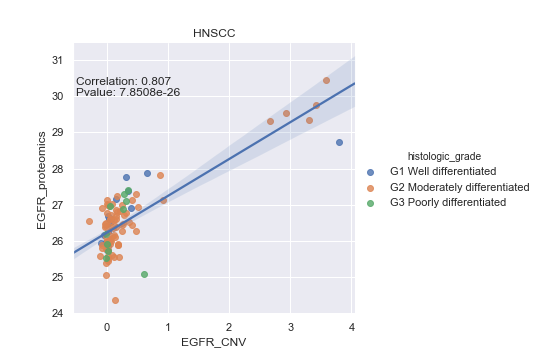 HNSCC
Correlation: 0.807
Pvalue: 7.8508e-26
EGFR_proteomics
31
30
29
28
27
26
25
24
0
1
2
3
4
EGFR_CNV
histologic_grade
G1 Well differentiated
G2 Moderately differentiated
G3 Poorly differentiated